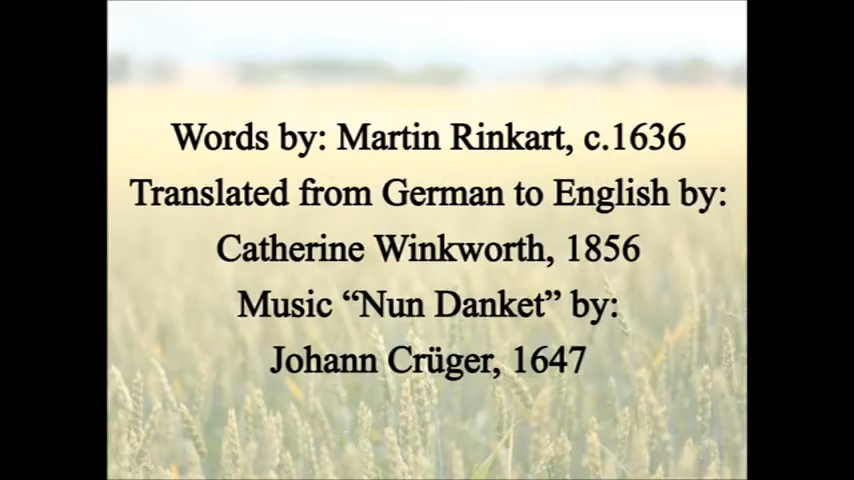 Words by: Martin Rinkart, c.1636
Translated from German to English by:
Catherine Winkworth, 1856
Music “Nun Danket” by:
Johann Crüger, 1647